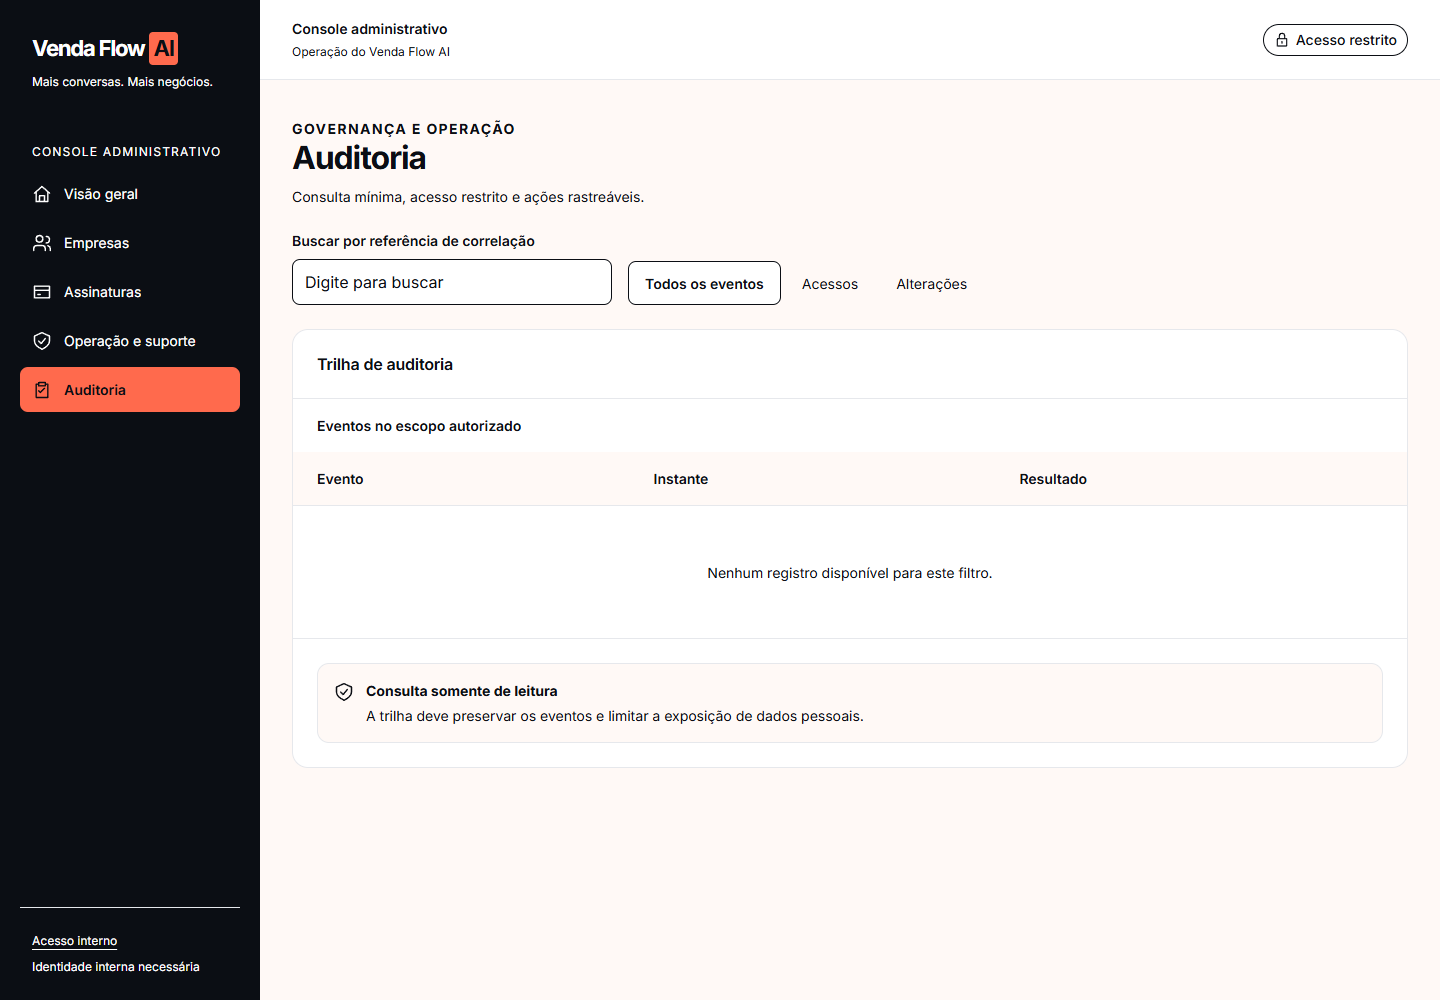 Venda Flow AI
Mais conversas. Mais negócios.
CONSOLE ADMINISTRATIVO
Visão geral
Empresas
Assinaturas
Operação e suporte
Auditoria
Acesso interno
Identidade interna necessária
Console administrativo
Operação do Venda Flow AI
Acesso restrito
GOVERNANÇA E OPERAÇÃO
Auditoria
Consulta mínima, acesso restrito e ações rastreáveis.
Buscar por referência de correlação
Digite para buscar
Todos os eventos Acessos Alterações
Trilha de auditoria
Eventos no escopo autorizado
Evento Instante Resultado
Nenhum registro disponível para este filtro.
Consulta somente de leitura
A trilha deve preservar os eventos e limitar a exposição de dados pessoais.